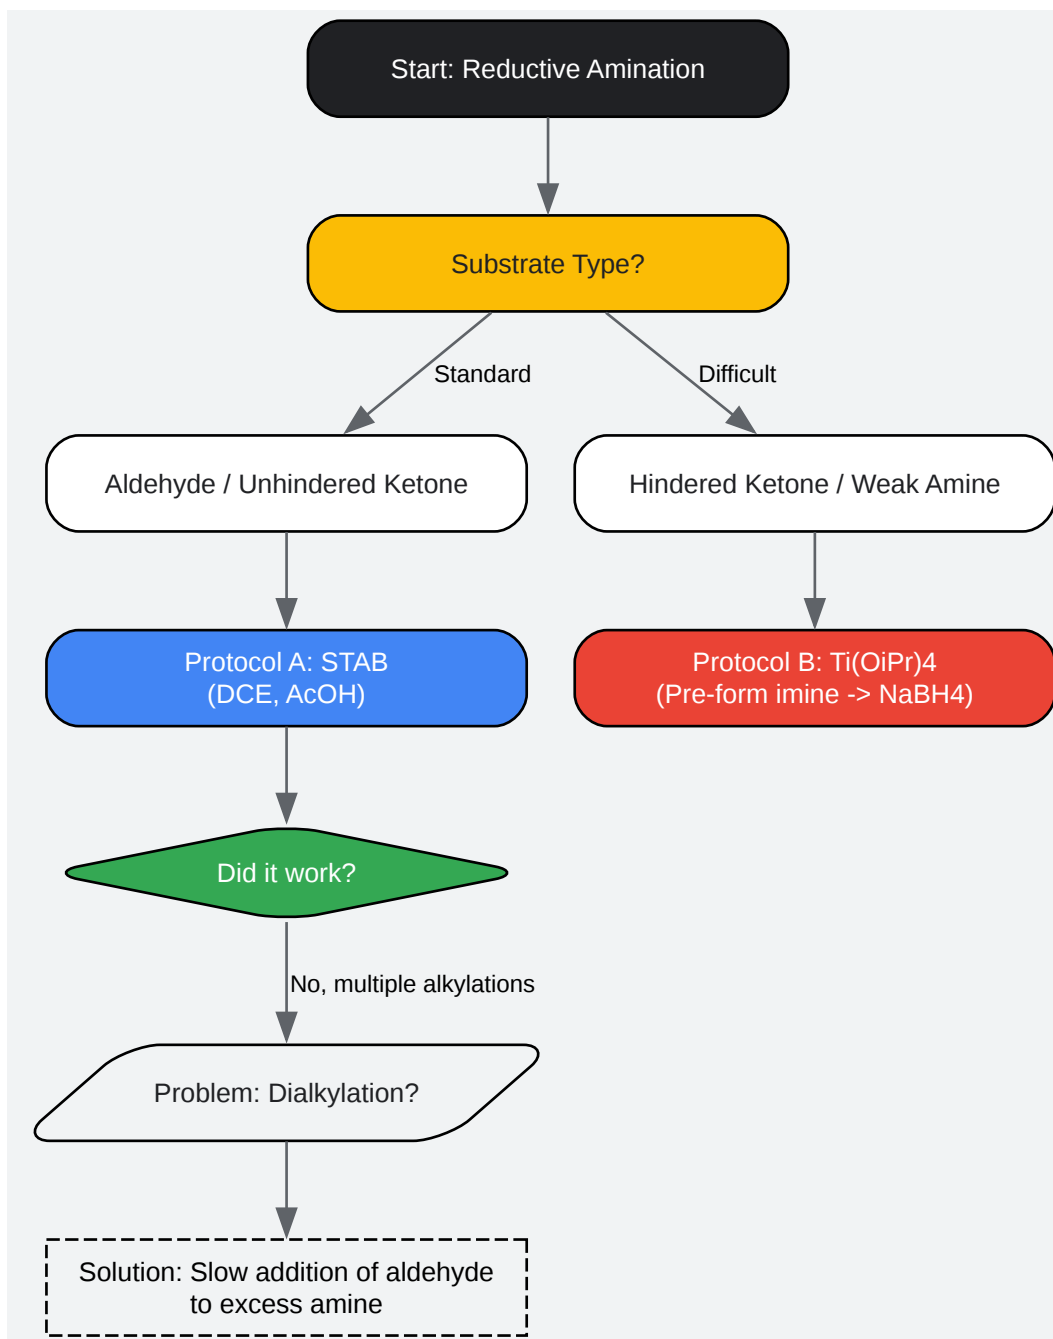 Start: Reductive Amination
Substrate Type?
Standard
Difficult
Aldehyde / Unhindered Ketone
Hindered Ketone / Weak Amine
Protocol A: STAB
(DCE, AcOH)
Protocol B: Ti(OiPr)4
(Pre-form imine -> NaBH4)
Did it work?
No, multiple alkylations
Problem: Dialkylation?
Solution: Slow addition of aldehyde
to excess amine